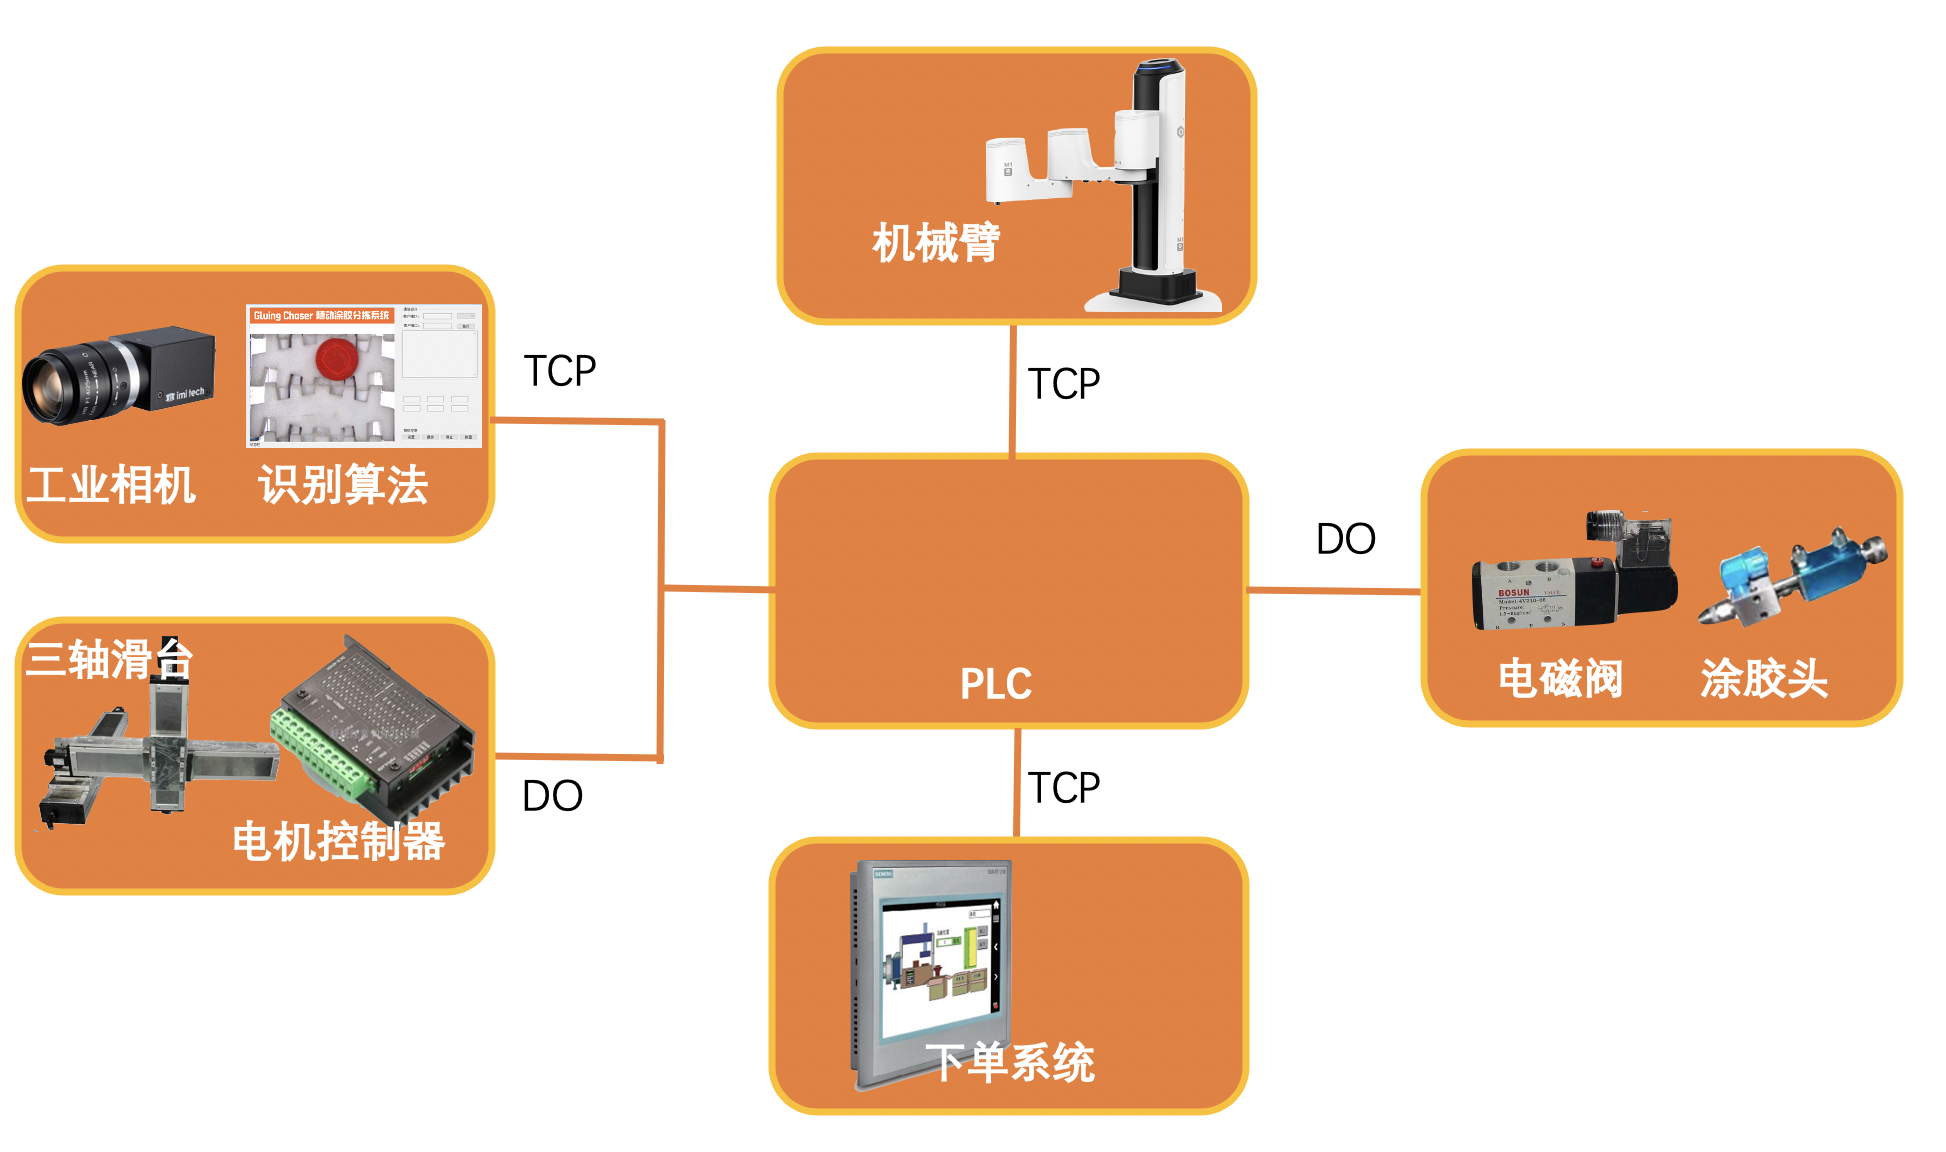 机械臂
TCP
Gluing Chaser 随动涂胶分拣系统
imi tech
工业相机
识别算法
TCP
三轴滑台
电机控制器
DO
PLC
DO
BOSUN
电磁阀
涂胶头
TCP
SIEMENS
下单系统